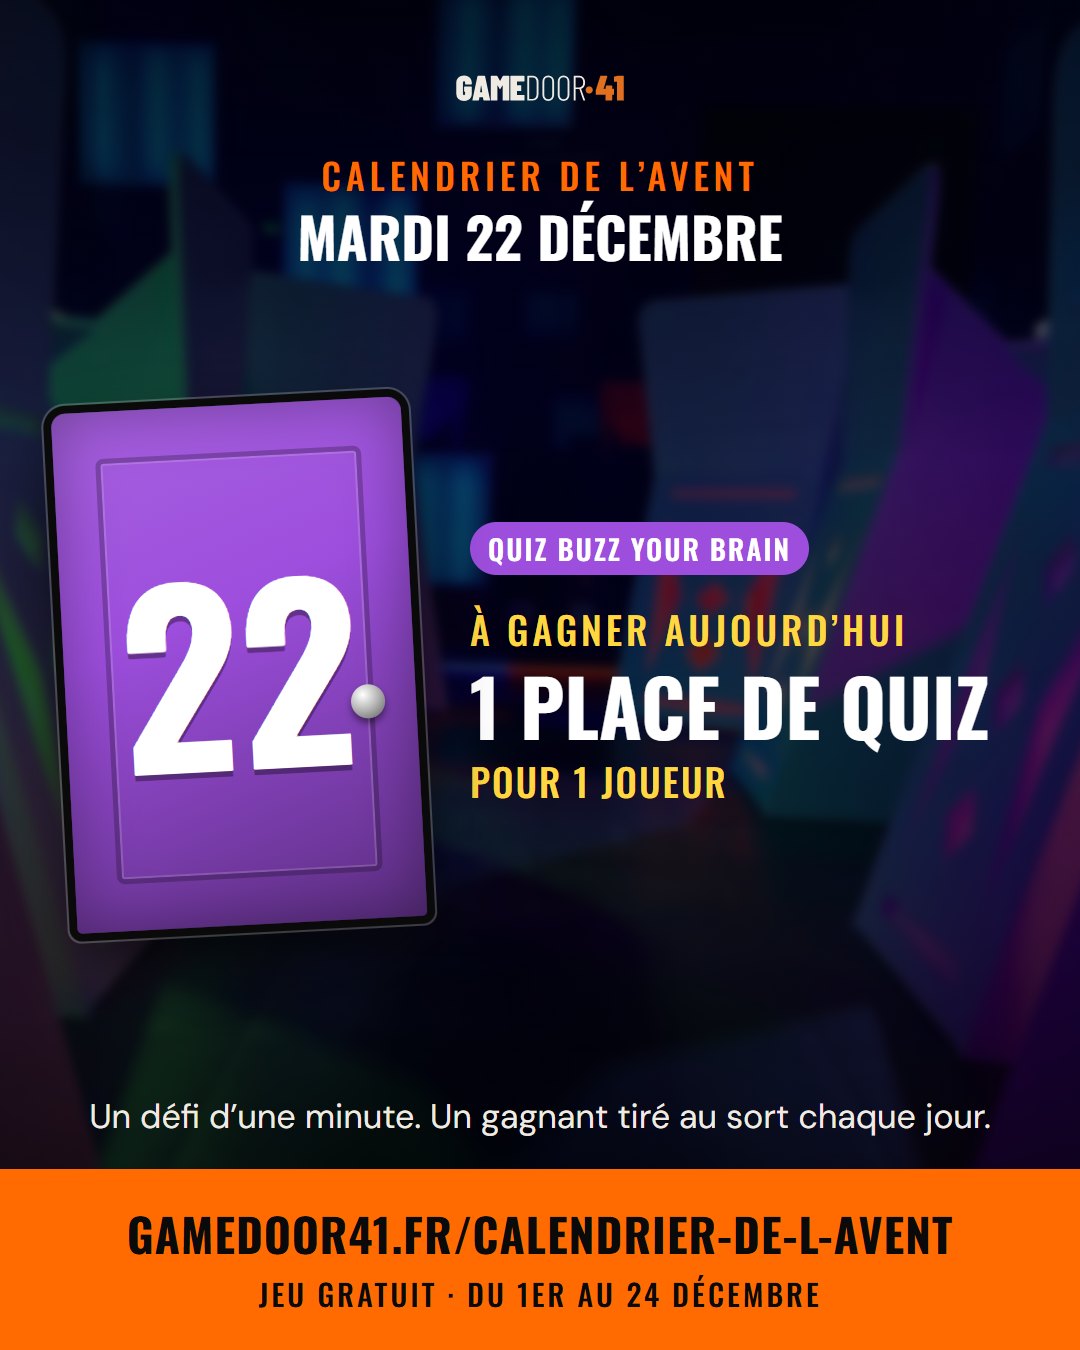 GAMEDOOR·41
CALENDRIER DE L’AVENT
MARDI 22 DÉCEMBRE
22
QUIZ BUZZ YOUR BRAIN
À GAGNER AUJOURD’HUI
1 PLACE DE QUIZ
POUR 1 JOUEUR
Un défi d’une minute. Un gagnant tiré au sort chaque jour.
GAMEDOOR41.FR/CALENDRIER-DE-L-AVENT
JEU GRATUIT · DU 1ER AU 24 DÉCEMBRE